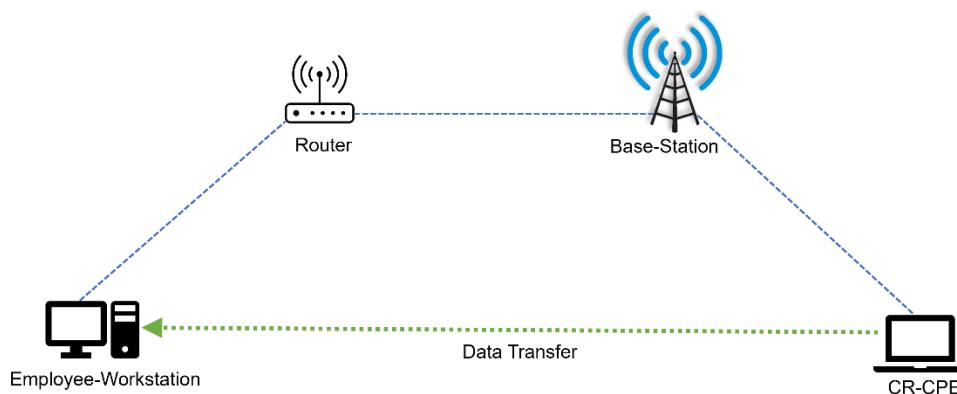 Router
Base-Station
Data Transfer
Employee-Workstation
CR-CPE